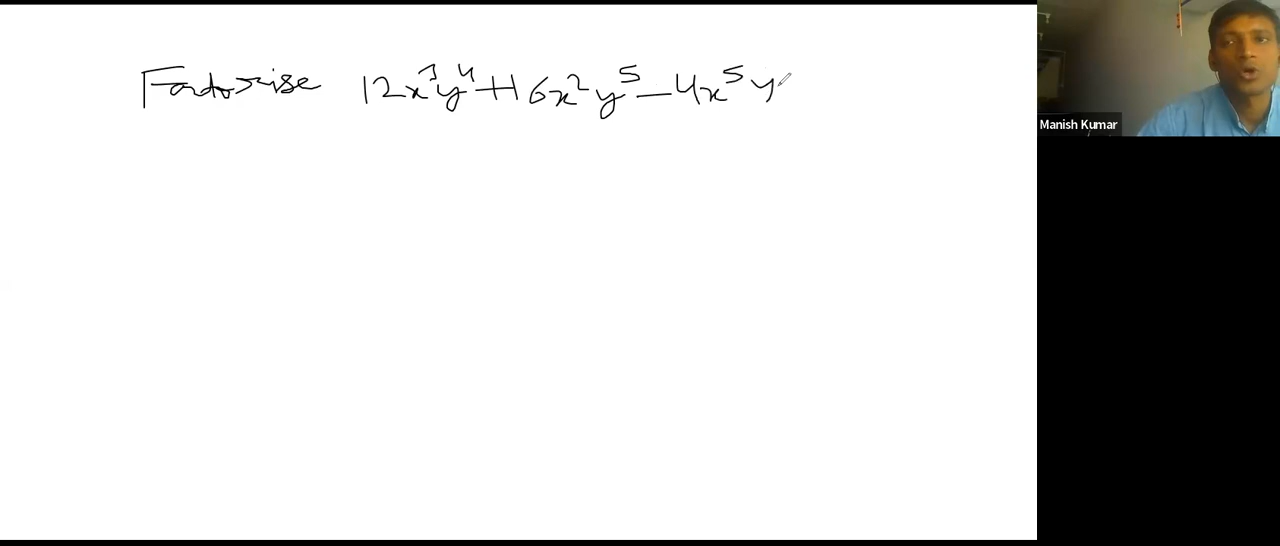 Factorise 12x³y⁴ + 16x²y⁵ - 4x⁵y
Manish Kumar